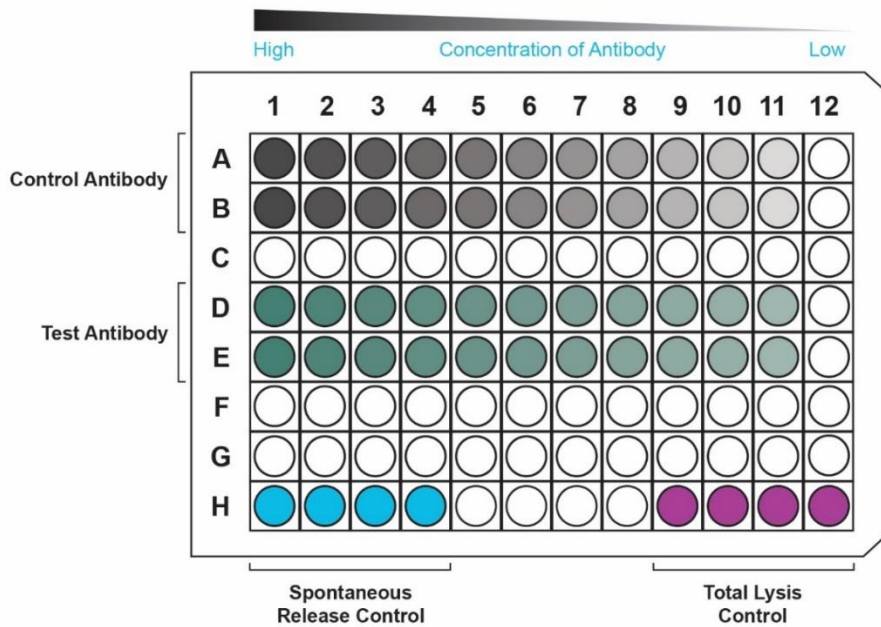 High Concentration of Antibody Low
1 2 3 4 5 6 7 8 9 10 11 12
Control Antibody
A
B
C
Test Antibody
D
E
F
G
H
Spontaneous
Release Control
Total Lysis
Control